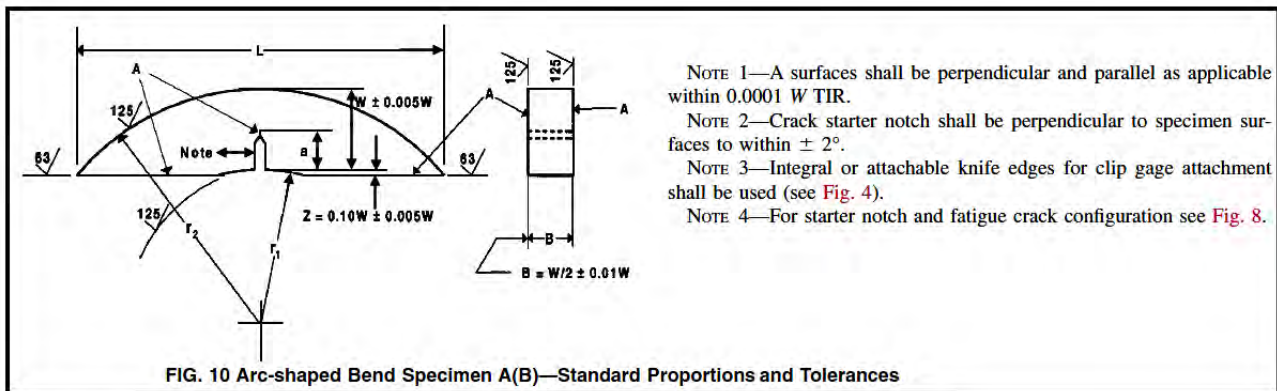 L
A
W ± 0.005W
125
a
Note
63
63
Z = 0.10W ± 0.005W
125
r2
r1
125
125
A
A
B
B = W/2 ± 0.01W
NOTE 1—A surfaces shall be perpendicular and parallel as applicable
within 0.0001 W TIR.
NOTE 2—Crack starter notch shall be perpendicular to specimen sur-
faces to within ± 2°.
NOTE 3—Integral or attachable knife edges for clip gage attachment
shall be used (see Fig. 4).
NOTE 4—For starter notch and fatigue crack configuration see Fig. 8.
FIG. 10 Arc-shaped Bend Specimen A(B)—Standard Proportions and Tolerances